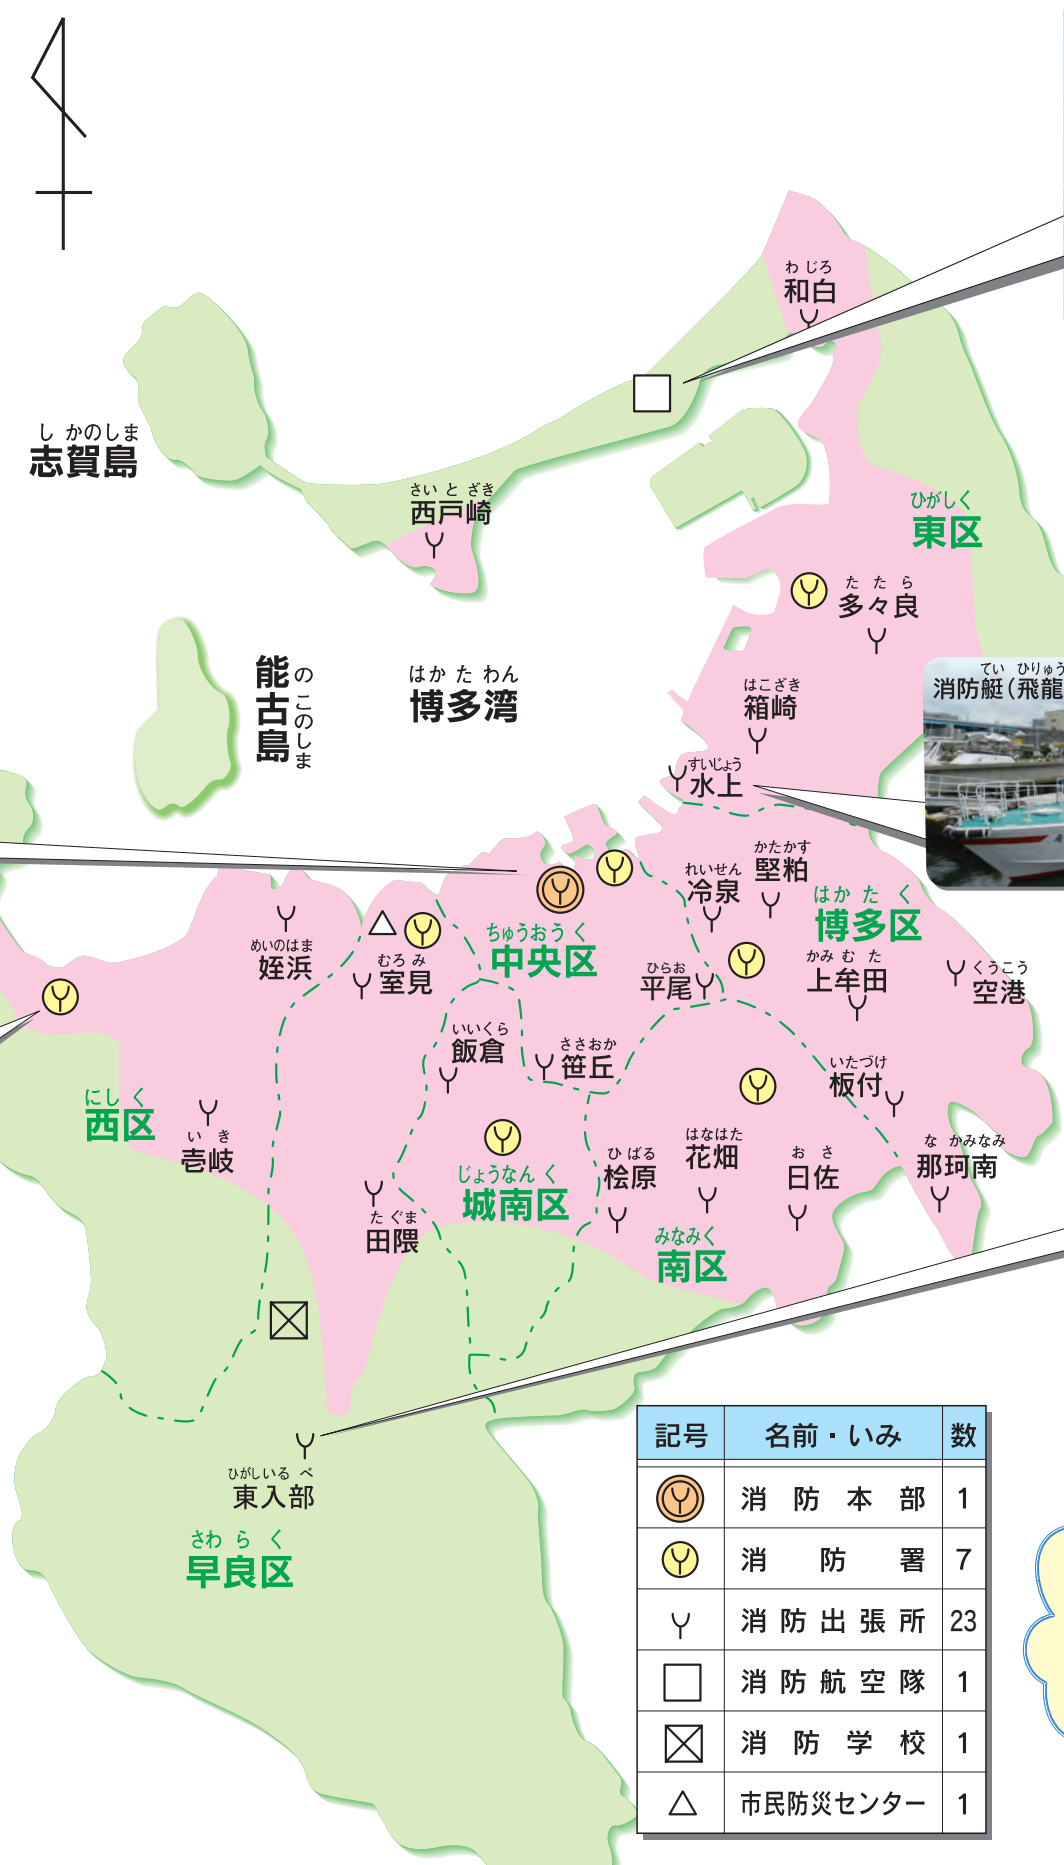 わじろ
和白
しかのしま
志賀島
さいとざき
西戸崎
ひがしく
東区
たたら
多々良
能古島
のこのしま
はかたわん
博多湾
てい ひりゅう
消防艇(飛龍
はこざき
箱崎
すいじょう
水上
かたかす
堅粕
れいせん
冷泉
はかたく
博多区
ちゅうおうく
中央区
めいのはま
姪浜
むろみ
室見
ひらお
平尾
かみむた
上牟田
くうこう
空港
いいくら
飯倉
ささおか
笹丘
いたづけ
板付
にしく
西区
いき
壱岐
じょうなんく
城南区
ひばる
桧原
はなはた
花畑
おさ
曰佐
なかみなみ
那珂南
たぐま
田隈
みなみく
南区
ひがしいるべ
東入部
さわらく
早良区
記号 名前・いみ 数
消防本部 1
消防署 7
消防出張所 23
消防航空隊 1
消防学校 1
市民防災センター 1